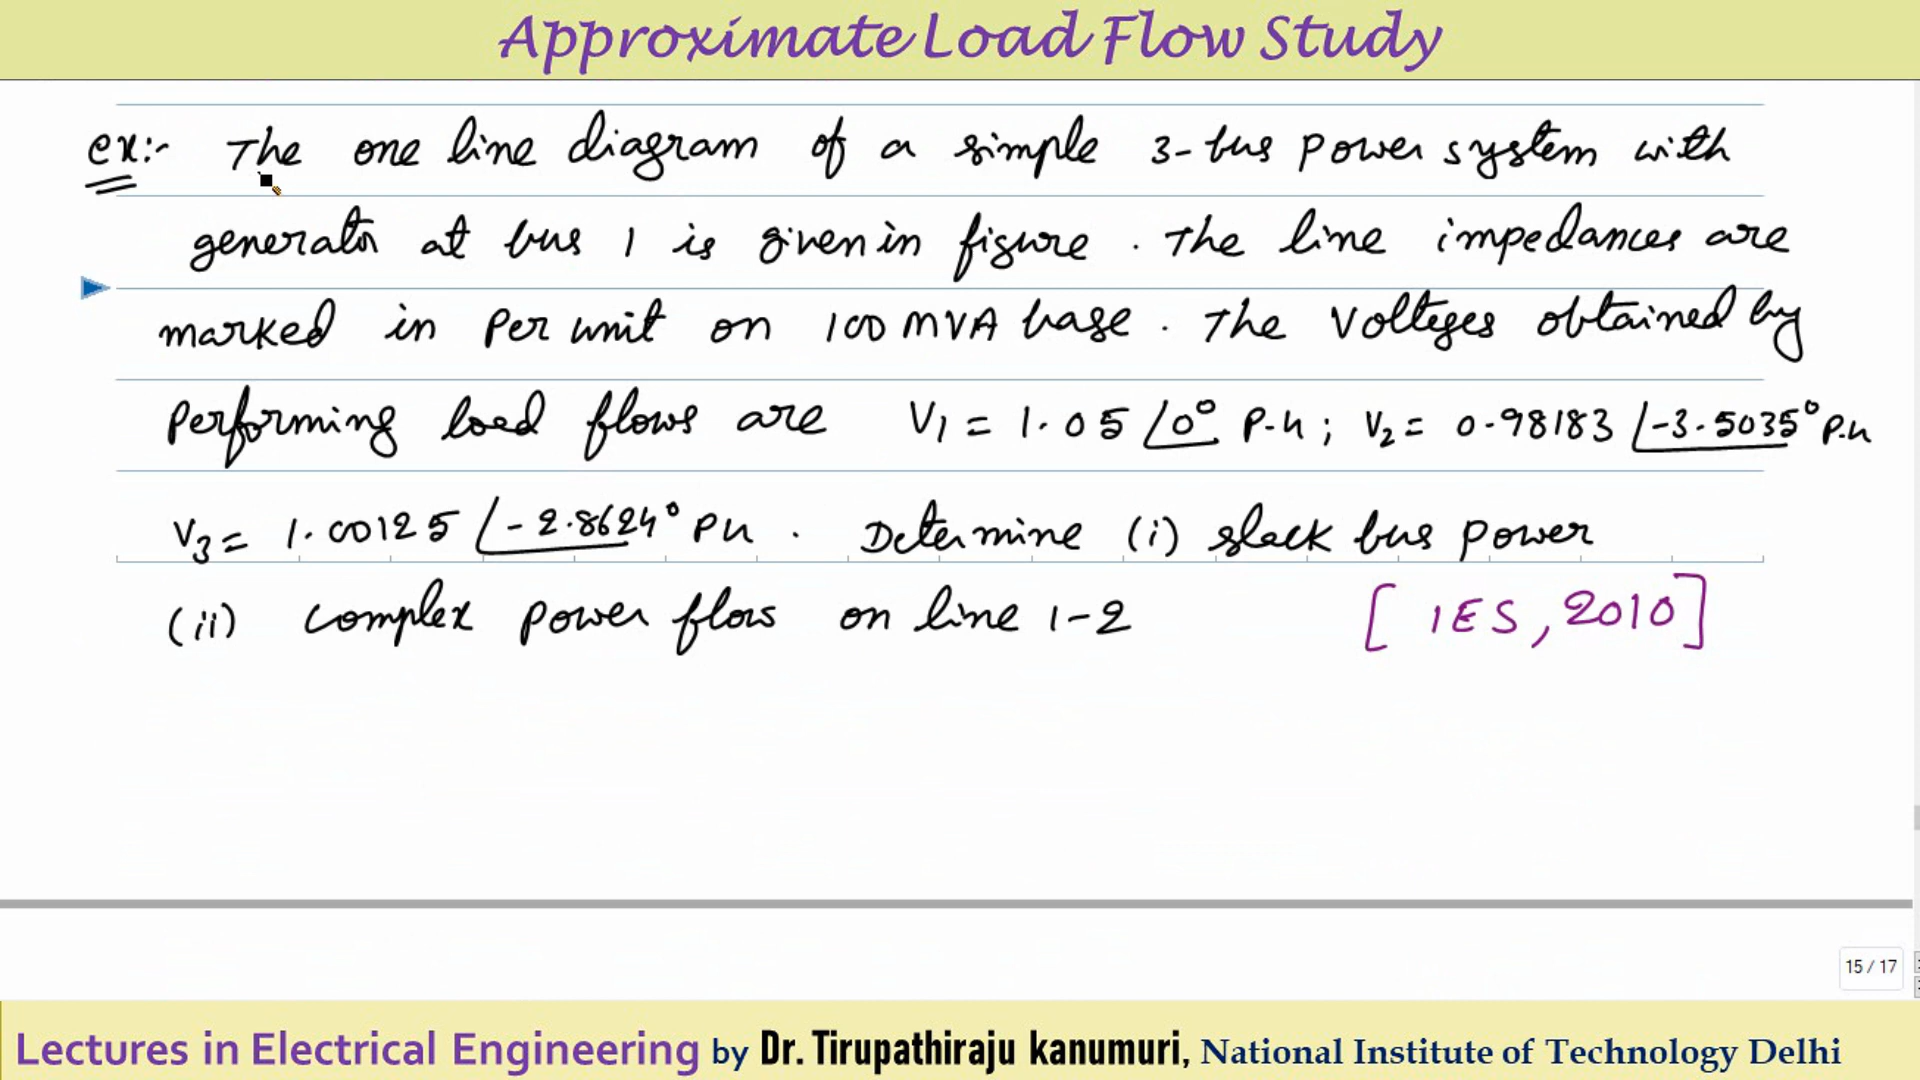 Approximate Load Flow Study
ex:- The one line diagram of a simple 3-bus power system with
generator at bus 1 is given in figure. The line impedances are
marked in Per unit on 100 MVA base. The Volteges obtained by
Performing load flows are V1 = 1.05 ∠0° P.u; V2 = 0.98183 ∠-3.5035° P.u
V3 = 1.00125 ∠-2.8624° Pu. Determine (i) slack bus power
(ii) complex power flow on line 1-2 [IES, 2010]
15 / 17
Lectures in Electrical Engineering by Dr. Tirupathiraju kanumuri, National Institute of Technology Delhi